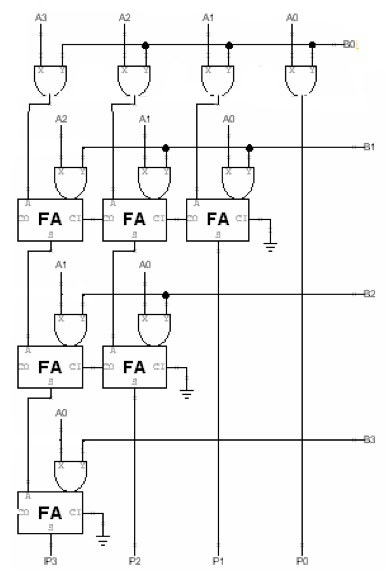 A3 A2 A1 A0
B0
X Y X Y X Y X Y
A2 A1 A0
B1
X Y X Y X Y
A A A
CO FA CI CO FA CI CO FA CI
S S S
A1 A0
B2
X Y X Y
A A
CO FA CI CO FA CI
S S
A0
B3
X Y
A
CO FA CI
S
P3 P2 P1 P0